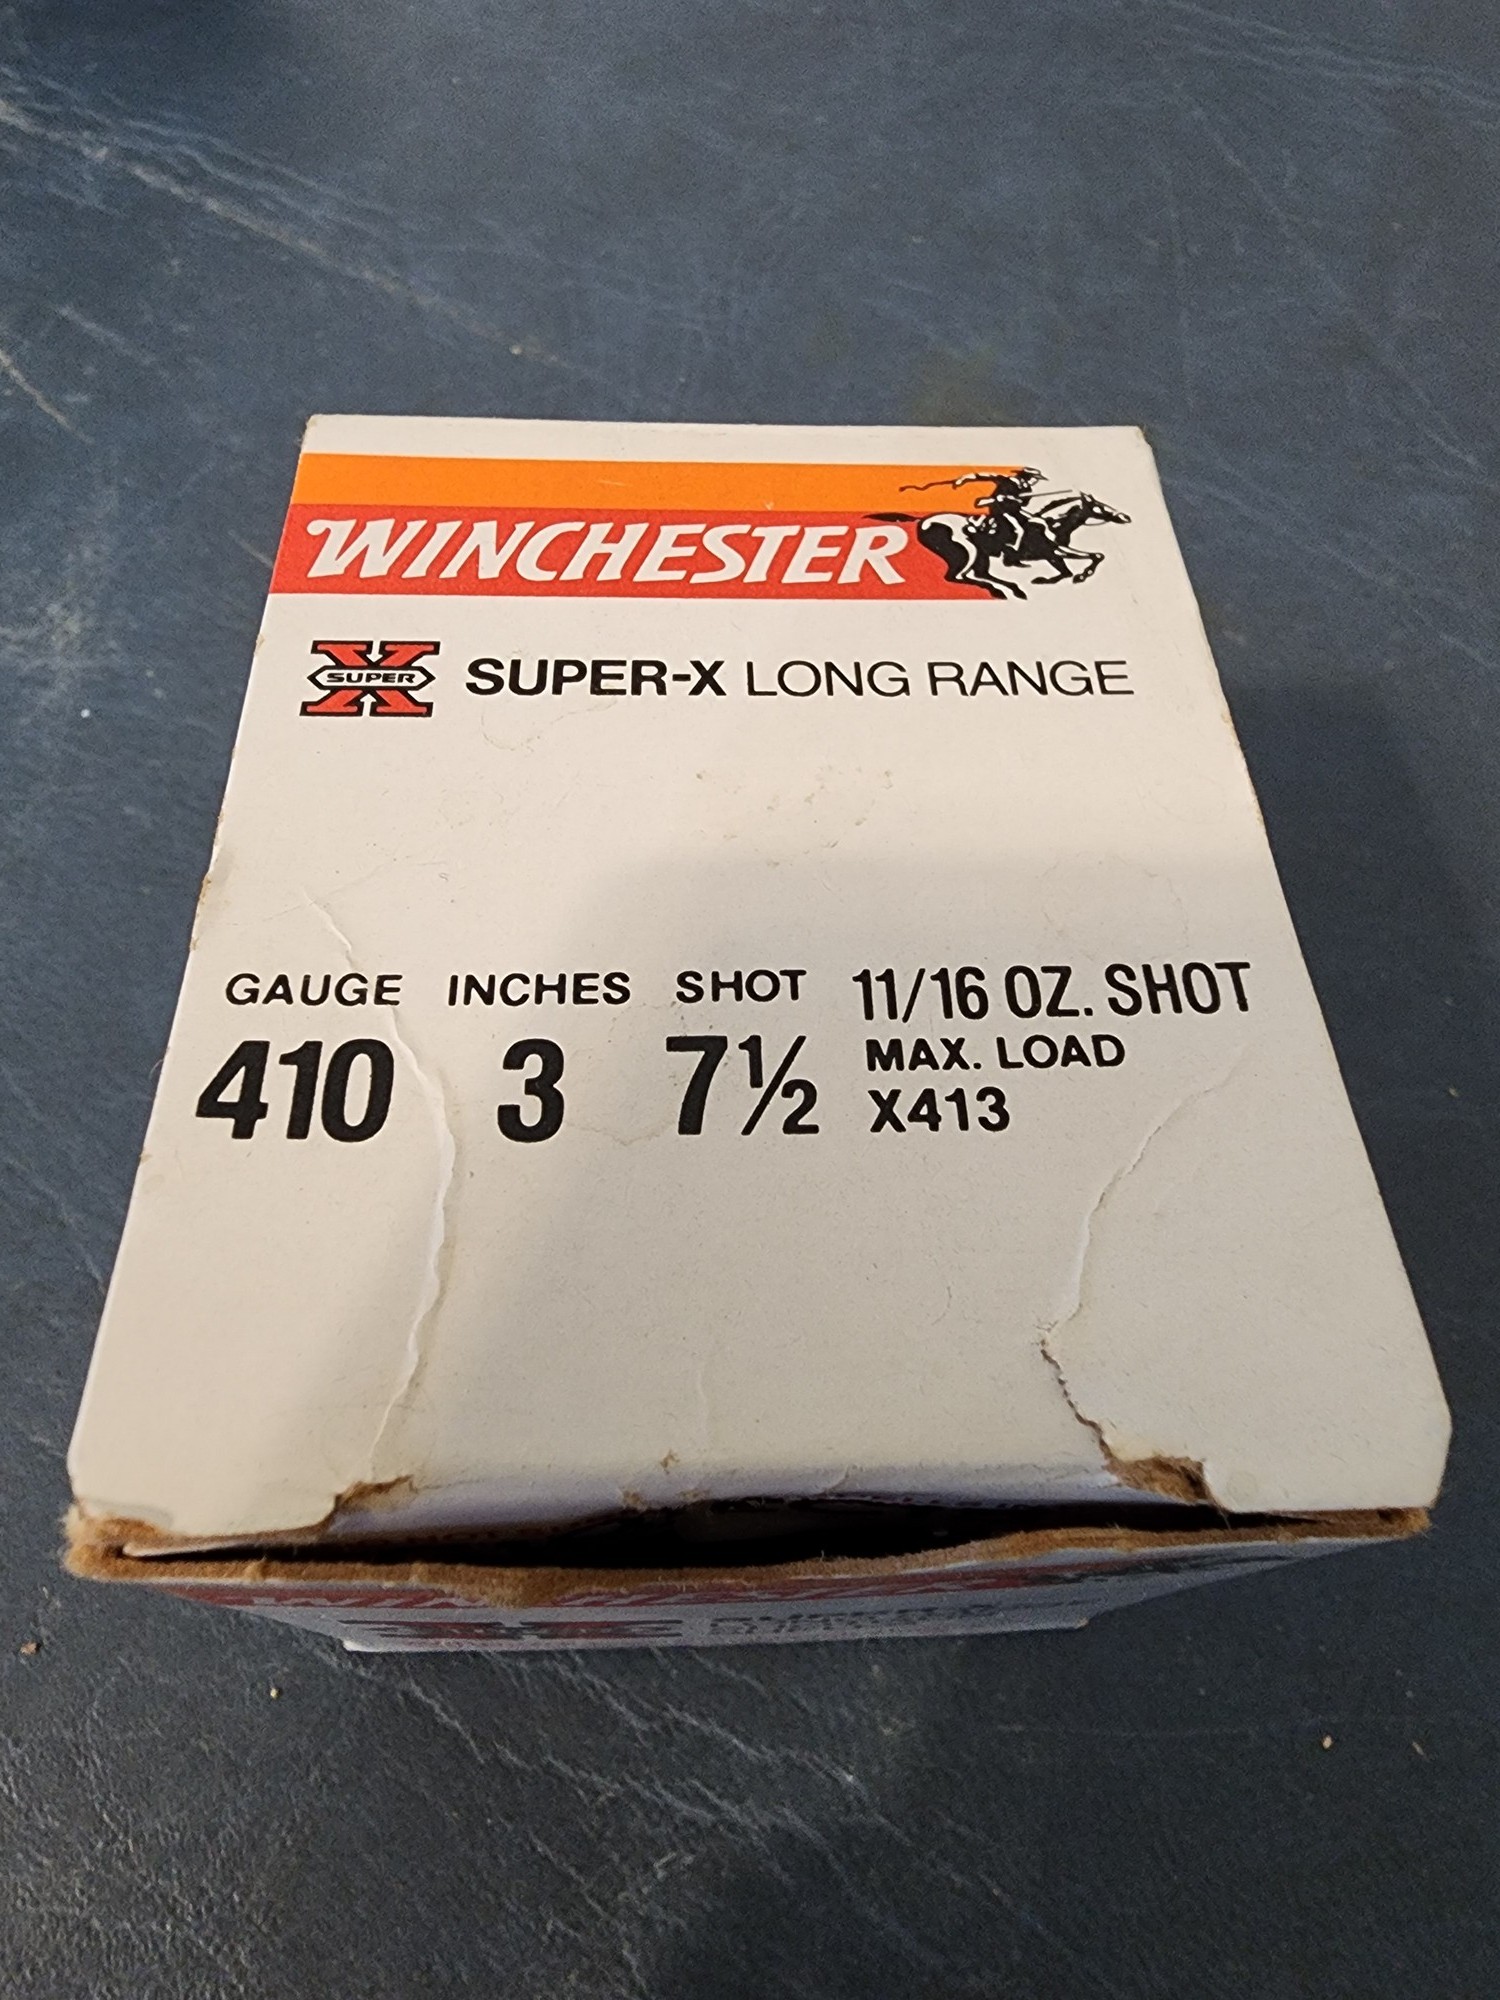 WINCHESTER
SUPER X SUPER-X LONG RANGE
GAUGE INCHES SHOT 11/16 OZ. SHOT
410 3 7½ MAX. LOAD
X413